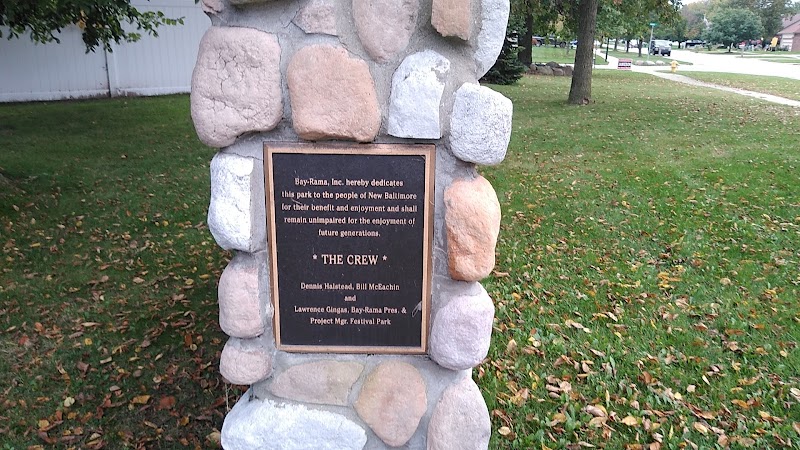 Bay-Rama, Inc. hereby dedicates
this park to the people of New Baltimore
for their benefit and enjoyment and shall
remain unimpaired for the enjoyment of
future generations.
* THE CREW *
Dennis Halstead, Bill McEachin
and
Lawrence Gingas, Bay-Rama Pres. &
Project Mgr. Festival Park